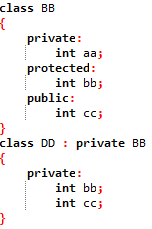 class BB
{
private:
int aa;
protected:
int bb;
public:
int cc;
}
class DD : private BB
{
private:
int bb;
int cc;
}